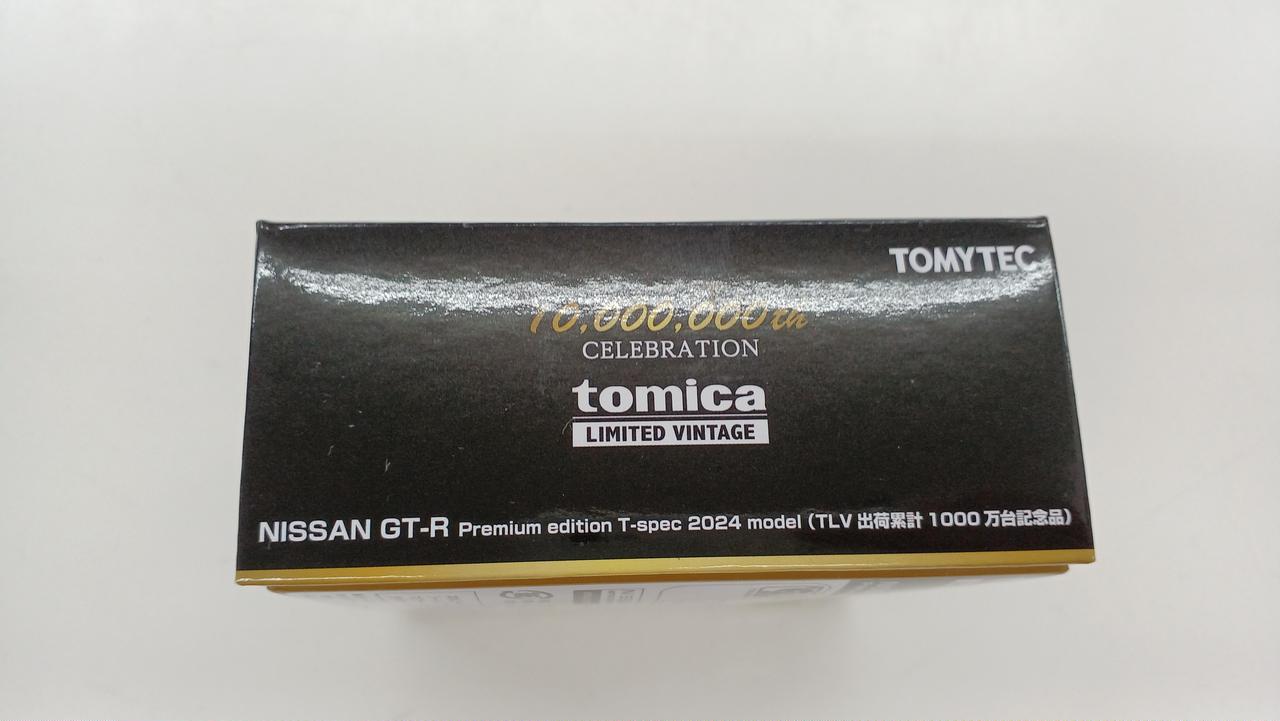 TOMYTEC
10,000,000th
CELEBRATION
tomica
LIMITED VINTAGE
NISSAN GT-R Premium edition T-spec 2024 model (TLV 出荷累計 1000 万台記念品)